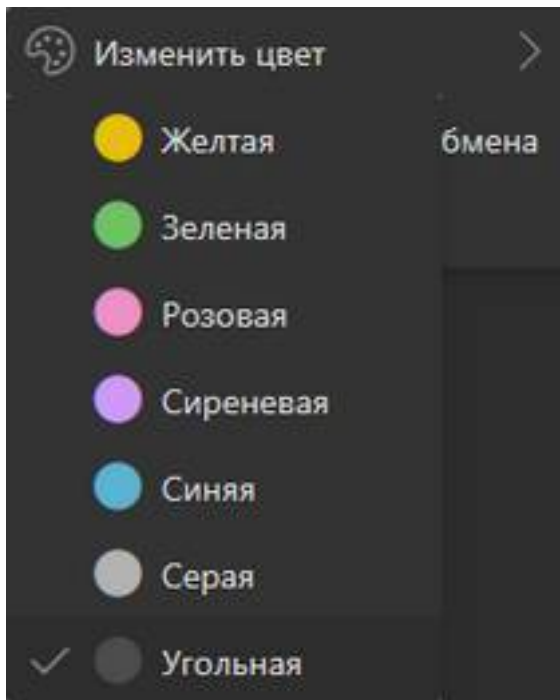 Изменить цвет
Желтая
бмена
Зеленая
Розовая
Сиреневая
Синяя
Серая
Угольная